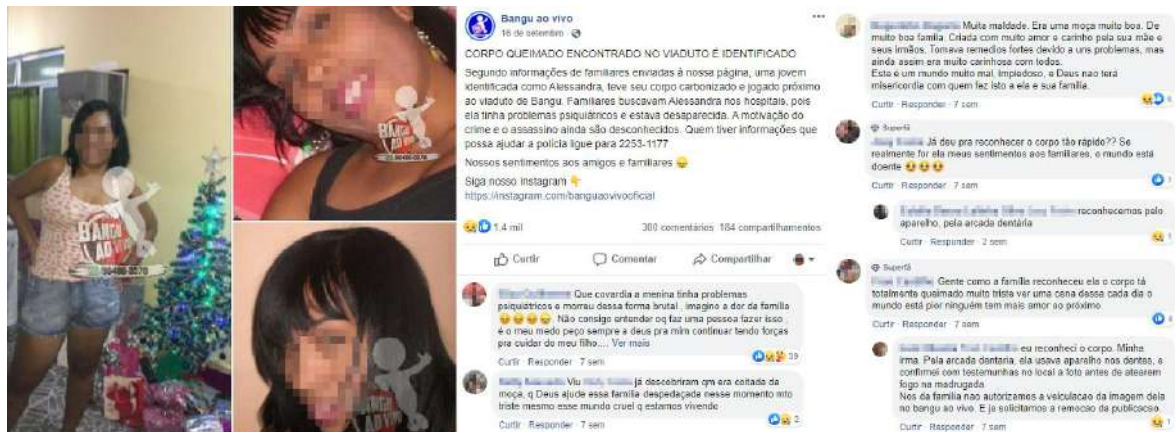 BANGU
AO VIVO
Bangu ao vivo
16 de setembro
CORPO QUEIMADO ENCONTRADO NO VIADUTO É IDENTIFICADO
Segundo informações de familiares enviadas à nossa página, uma jovem
identificada como Alessandra, teve seu corpo carbonizado e jogado próximo
ao viaduto de Bangu. Familiares buscavam Alessandra nos hospitais, pois
ela tinha problemas psiquiátricos e estava desaparecida. A motivação do
crime e o assassino ainda são desconhecidos. Quem tiver informações que
possa ajudar a polícia ligue para 2253-1177
Nossos sentimentos aos amigos e familiares
Siga nosso Instagram
https://instagram.com/banguaovivooficial
1,4 mil
300 comentários 184 compartilhamentos
Curtir Comentar Compartilhar
Que covardia a menina tinha problemas
psiquiátricos e morreu dessa forma brutal . imagino a dor da família
Não consigo entender oq faz uma pessoa fazer isso ,
é o meu medo peço sempre a deus pra mim continuar tendo forças
pra cuidar do meu filho.... Ver mais
39
Curtir · Responder · 7 sem
Viu já descobriram qm era coitada da
moça, q Deus ajude essa família despedaçada nesse momento mto
triste mesmo esse mundo cruel q estamos vivende
2
Curtir · Responder · 7 sem
Muita maldade. Era uma moça muito boa. De
muito boa familia. Criada com muito amor e carinho pela sua mãe e
seus irmãos. Tomava remedios fortes devido a uns problemas, mas
ainda assim era muito carinhosa com todos.
Este é um mundo muito mal, impiedoso, e Deus nao terá
misericordia com quem fez isto a ela e sua família.
Curtir · Responder · 7 sem
Superfã
Já deu pra reconhecer o corpo tão rápido?? Se
realmente for ela meus sentimentos aos familiares, o mundo está
doente
1
Curtir · Responder · 7 sem
reconhecemos pelo
aparelho, pela arcada dentária
1
Curtir · Responder · 2 sem
Superfã
Gente como a família reconheceu ela o corpo tá
totalmente queimado muito triste ver uma cena dessa cada dia o
mundo está pior ninguém tem mais amor ao próximo
4
Curtir · Responder · 7 sem
eu reconheci o corpo. Minha
irma. Pela arcada dentaria, ela usava aparelho nos dentes, e
confirmei com testemunhas no local a foto antes de atearem
fogo na madrugada
Nos da família nao autorizamos a veiculacao da imagem dela
no bangu ao vivo. E ja solicitamos a remocao da publicacao.
1
Curtir · Responder · 7 sem